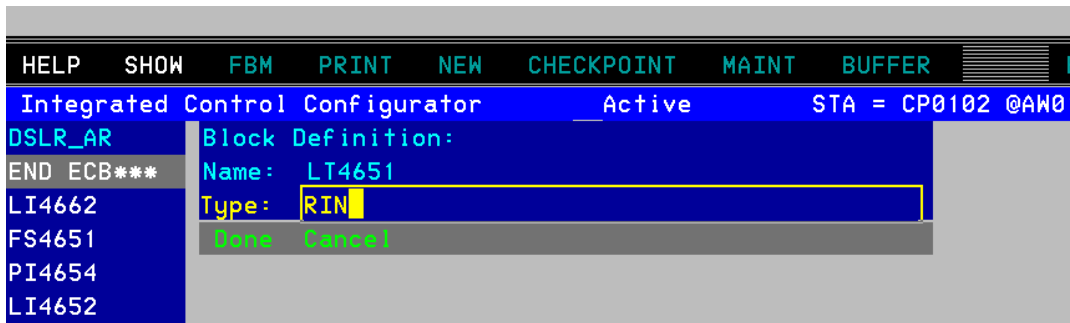 HELP SHOW FBM PRINT NEW CHECKPOINT MAINT BUFFER
Integrated Control Configurator __Active STA = CP0102 @AW0
DSLR_AR
Block Definition:
END ECB***
Name: LT4651
LI4662
Type: RIN
FS4651
Done Cancel
PI4654
LI4652